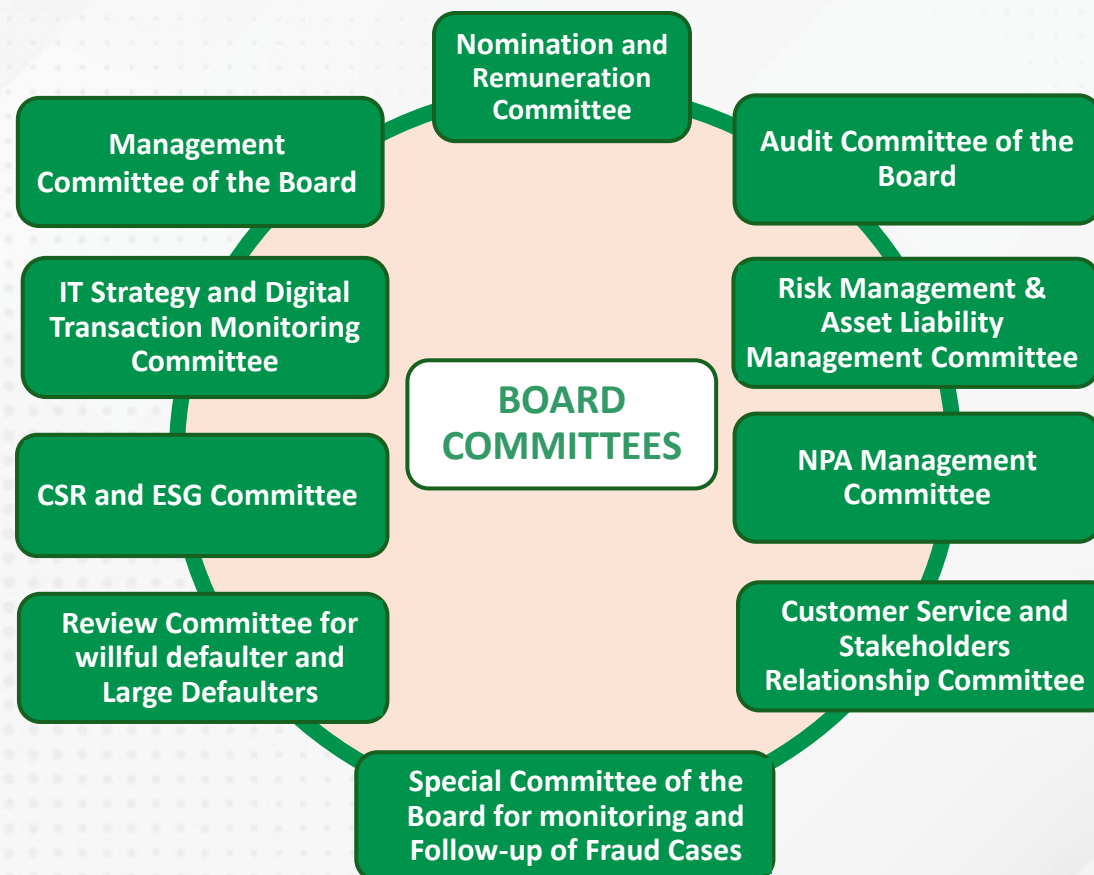 Nomination and
Remuneration
Committee
Management
Committee of the Board
Audit Committee of the
Board
IT Strategy and Digital
Transaction Monitoring
Committee
Risk Management &
Asset Liability
Management Committee
BOARD
COMMITTEES
CSR and ESG Committee
NPA Management
Committee
Review Committee for
willful defaulter and
Large Defaulters
Customer Service and
Stakeholders
Relationship Committee
Special Committee of the
Board for monitoring and
Follow-up of Fraud Cases